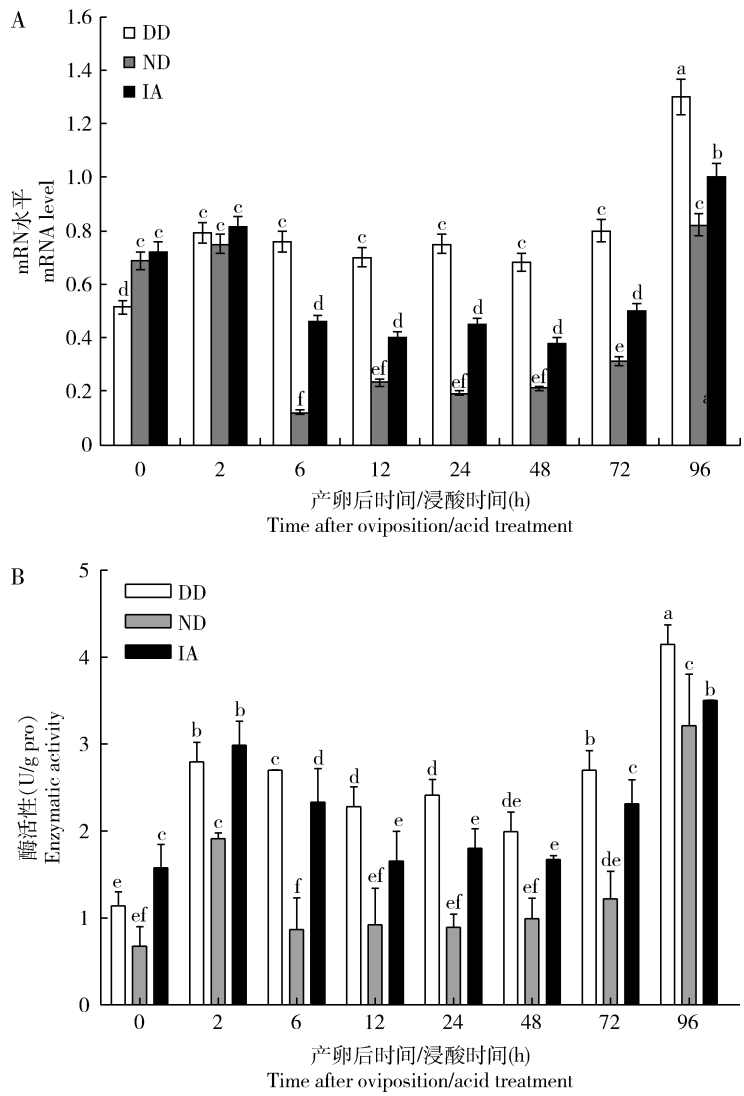 A
DD
ND
IA
1.6
1.4
1.2
1.0
0.8
0.6
0.4
0.2
0
mRN水平
mRNA level
d c c
c c c
c f d
c ef d
c ef d
c ef d
c e d
a c b
a
0 2 6 12 24 48 72 96
产卵后时间/浸酸时间(h)
Time after oviposition/acid treatment
B
DD
ND
IA
5
4
3
2
1
0
酶活性(U/g pro)
Enzymatic activity
e ef c
b c b
c f d
d ef e
d ef e
de ef e
b de c
a c b
0 2 6 12 24 48 72 96
产卵后时间/浸酸时间(h)
Time after oviposition/acid treatment